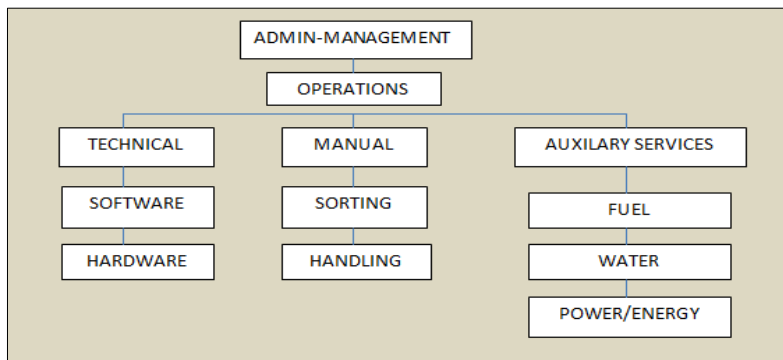 ADMIN-MANAGEMENT
OPERATIONS
TECHNICAL
MANUAL
AUXILARY SERVICES
SOFTWARE
SORTING
FUEL
HARDWARE
HANDLING
WATER
POWER/ENERGY